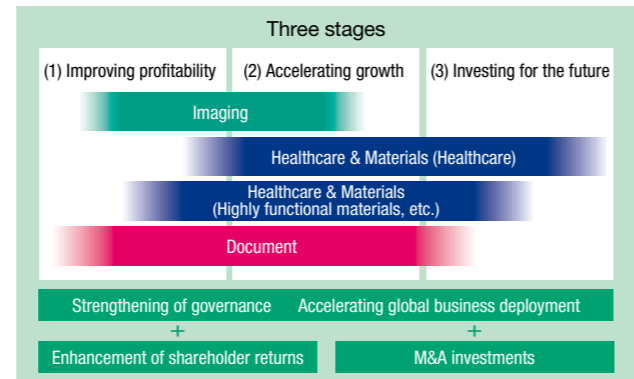 Three stages
(1) Improving profitability
(2) Accelerating growth
(3) Investing for the future
Imaging
Healthcare & Materials (Healthcare)
Healthcare & Materials
(Highly functional materials, etc.)
Document
Strengthening of governance
Accelerating global business deployment
+
+
Enhancement of shareholder returns
M&A investments